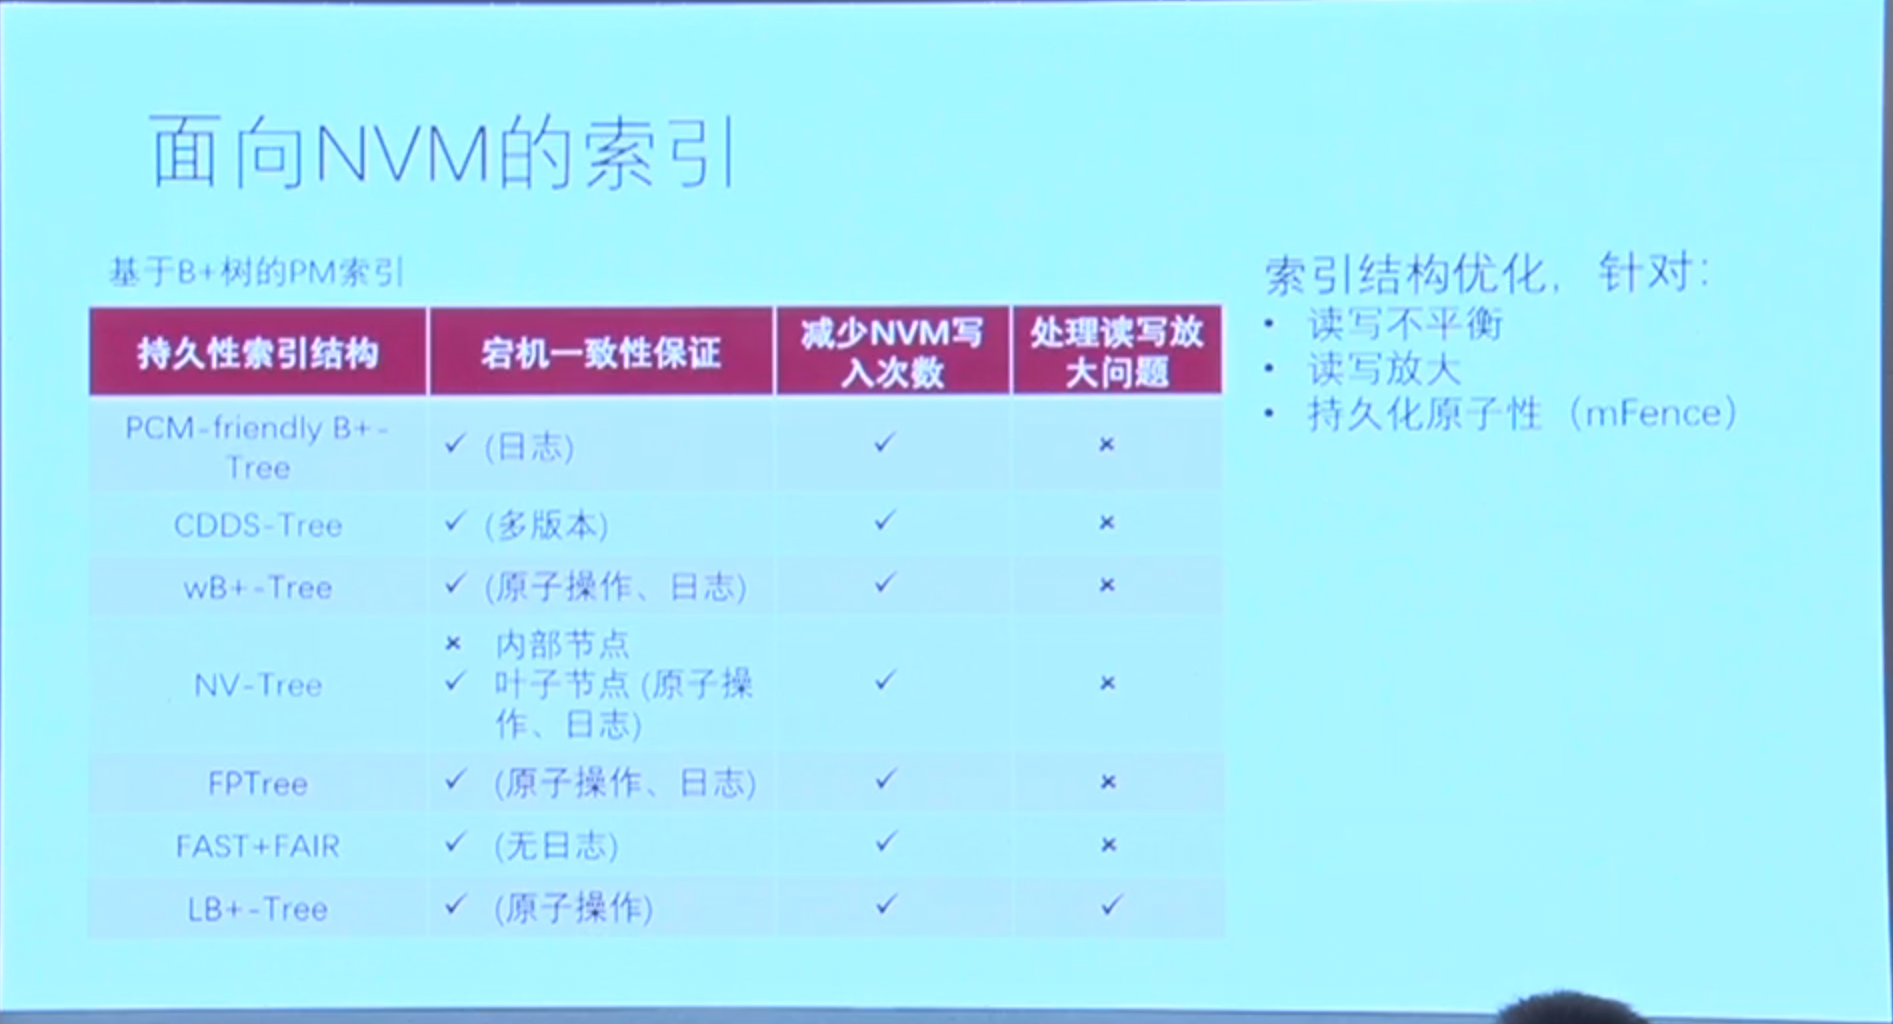 面向NVM的索引
基于B+树的PM索引
持久性索引结构 宕机一致性保证 减少NVM写入次数 处理读写放大问题
PCM-friendly B+-Tree ✓ (日志) ✓ ×
CDDS-Tree ✓ (多版本) ✓ ×
wB+-Tree ✓ (原子操作、日志) ✓ ×
NV-Tree × 内部节点 ✓ 叶子节点 (原子操作、日志) ✓ ×
FPTree ✓ (原子操作、日志) ✓ ×
FAST+FAIR ✓ (无日志) ✓ ×
LB+-Tree ✓ (原子操作) ✓ ✓
索引结构优化，针对：
• 读写不平衡
• 读写放大
• 持久化原子性（mFence）